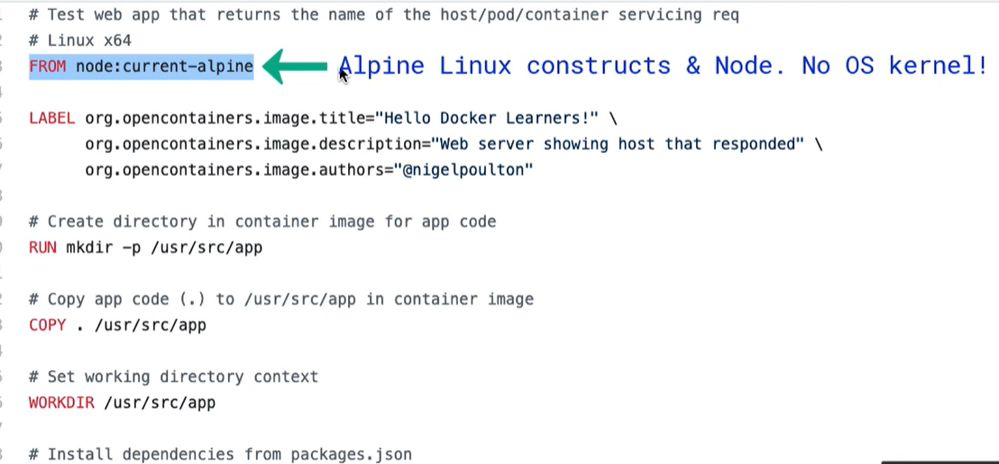 # Test web app that returns the name of the host/pod/container servicing req
# Linux x64
FROM node:current-alpine Alpine Linux constructs & Node. No OS kernel!
LABEL org.opencontainers.image.title="Hello Docker Learners!" \
org.opencontainers.image.description="Web server showing host that responded" \
org.opencontainers.image.authors="@nigelpoulton"
# Create directory in container image for app code
RUN mkdir -p /usr/src/app
# Copy app code (.) to /usr/src/app in container image
COPY . /usr/src/app
# Set working directory context
WORKDIR /usr/src/app
# Install dependencies from packages.json